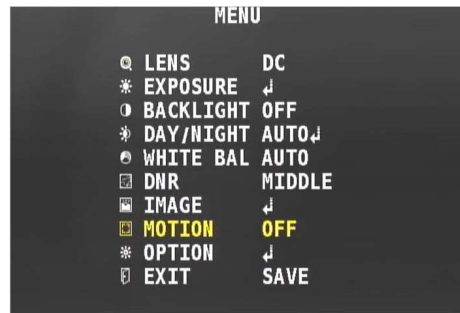 MENU
LENS DC
EXPOSURE ↲
BACKLIGHT OFF
DAY/NIGHT AUTO↲
WHITE BAL AUTO
DNR MIDDLE
IMAGE ↲
MOTION OFF
OPTION ↲
EXIT SAVE